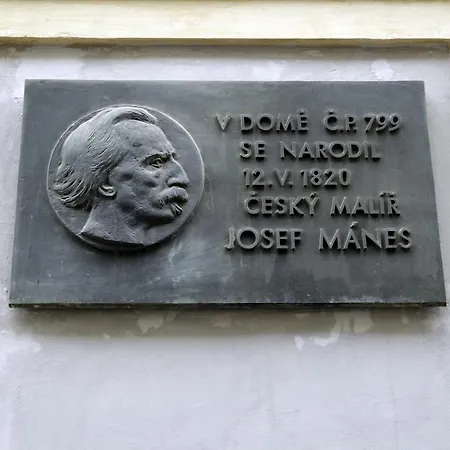 V DOMĚ Č.P. 799
SE NARODIL
12. V. 1820
ČESKÝ MALÍŘ
JOSEF MÁNES